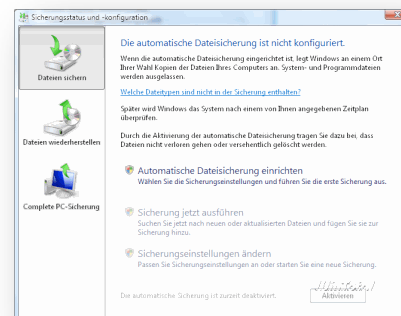 Sicherungsstatus und -konfiguration
Dateien sichern
Dateien wiederherstellen
Complete PC-Sicherung
Die automatische Dateisicherung ist nicht konfiguriert.
Wenn die automatische Dateisicherung eingerichtet ist, legt Windows an einem Ort
Ihrer Wahl Kopien der Dateien Ihres Computers an. System- und Programmdateien
werden ausgelassen.
Welche Dateitypen sind nicht in der Sicherung enthalten?
Später wird Windows das System nach einem von Ihnen angegebenen Zeitplan
überprüfen.
Durch die Aktivierung der automatische Dateisicherung tragen Sie dazu bei, dass
Dateien nicht verloren gehen oder versehentlich gelöscht werden.
Automatische Dateisicherung einrichten
Wählen Sie die Sicherungseinstellungen und führen Sie die erste Sicherung aus.
Sicherung jetzt ausführen
Suchen Sie jetzt nach neuen oder aktualisierten Dateien und fügen Sie sie zur
Sicherung hinzu.
Sicherungseinstellungen ändern
Passen Sie Sicherungseinstellungen an oder starten Sie eine neue Sicherung.
Die automatische Sicherung ist zurzeit deaktiviert.
Aktivieren